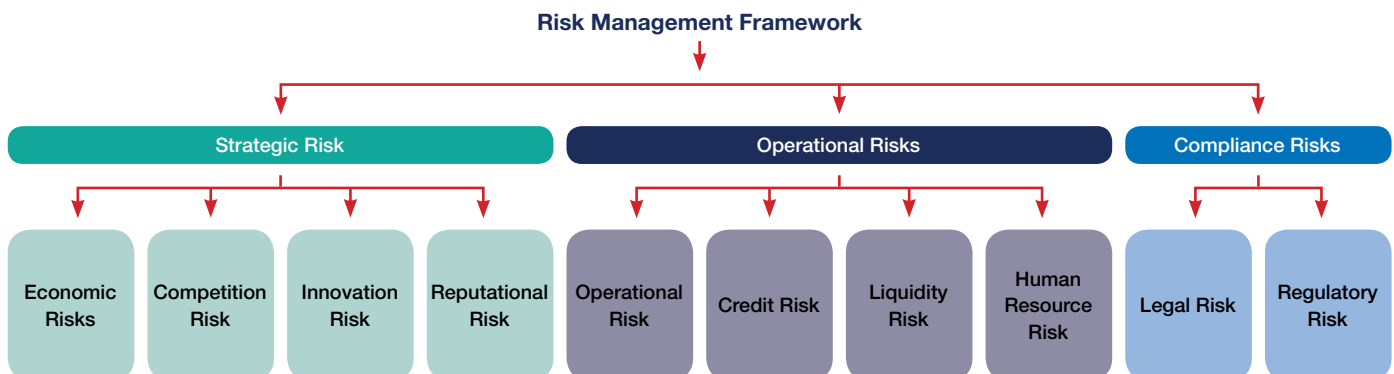 Risk Management Framework
Strategic Risk
Operational Risks
Compliance Risks
Economic
Risks
Competition
Risk
Innovation
Risk
Reputational
Risk
Operational
Risk
Credit Risk
Liquidity
Risk
Human
Resource
Risk
Legal Risk
Regulatory
Risk